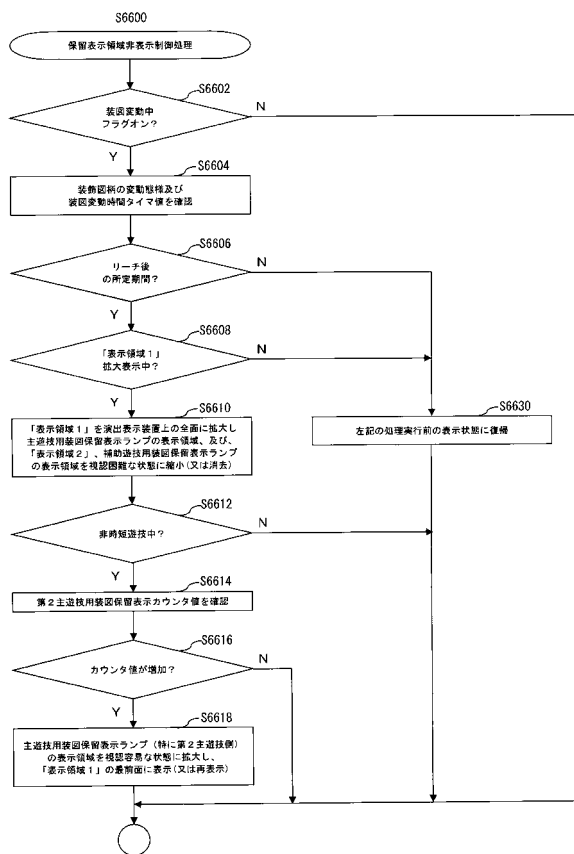 S6600
保留表示領域非表示制御処理
S6602
装図変動中
フラグオン？
N
Y
S6604
装飾図柄の変動態様及び
装図変動時間タイマ値を確認
S6606
リーチ後
の所定期間？
N
Y
S6608
「表示領域1」
拡大表示中？
N
Y
S6610
「表示領域1」を演出表示装置上の全面に拡大し
主遊技用装図保留表示ランプの表示領域、及び、
「表示領域2」、補助遊技用装図保留表示ランプ
の表示領域を視認困難な状態に縮小(又は消去)
S6630
左記の処理実行前の表示状態に復帰
S6612
非時短遊技中？
N
Y
S6614
第2主遊技用装図保留表示カウンタ値を確認
S6616
カウンタ値が増加？
N
Y
S6618
主遊技用装図保留表示ランプ（特に第2主遊技側）
の表示領域を視認容易な状態に拡大し、
「表示領域1」の最前面に表示(又は再表示)